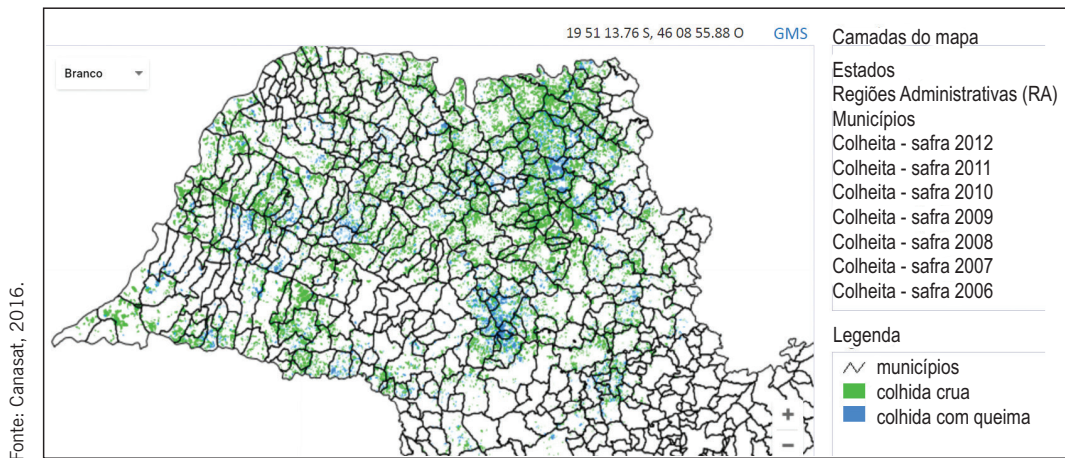 19 51 13.76 S, 46 08 55.88 O GMS
Branco
Camadas do mapa
Estados
Regiões Administrativas (RA)
Municípios
Colheita - safra 2012
Colheita - safra 2011
Colheita - safra 2010
Colheita - safra 2009
Colheita - safra 2008
Colheita - safra 2007
Colheita - safra 2006
Legenda
municípios
colhida crua
colhida com queima
+
−
Fonte: Canasat, 2016.